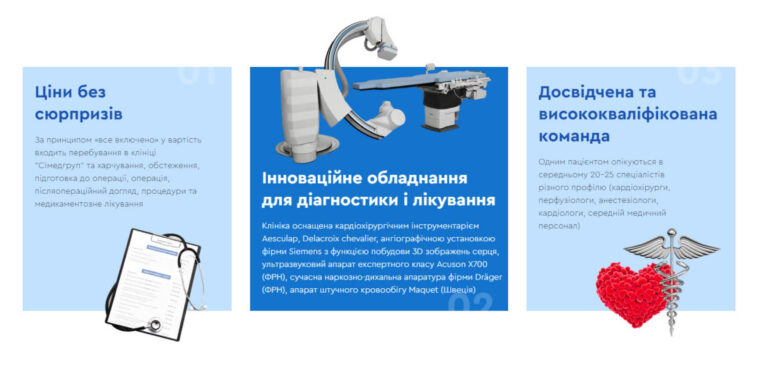 01
Ціни без
сюрпризів
За принципом «все включено» у вартість
входить перебування в клініці
"Сімедгруп" та харчування, обстеження,
підготовка до операції, операція,
післяопераційний догляд, процедури та
медикаментозне лікування
Інноваційне обладнання
для діагностики і лікування
Клініка оснащена кардіохірургічним інструментарієм
Aesculap, Delacroix chevalier, ангіографічною установкою
фірми Siemens з функцією побудови 3D зображень серця,
ультразвуковий апарат експертного класу Acuson X700
(ФРН), сучасна наркозно-дихальна апаратура фірми Dräger
(ФРН), апарат штучного кровообігу Maquet (Швеція)
02
03
Досвідчена та
висококваліфікована
команда
Одним пацієнтом опікуються в
середньому 20-25 спеціалістів
різного профілю (кардіохірурги,
перфузіологи, анестезіологи,
кардіологи, середній медичний
персонал)